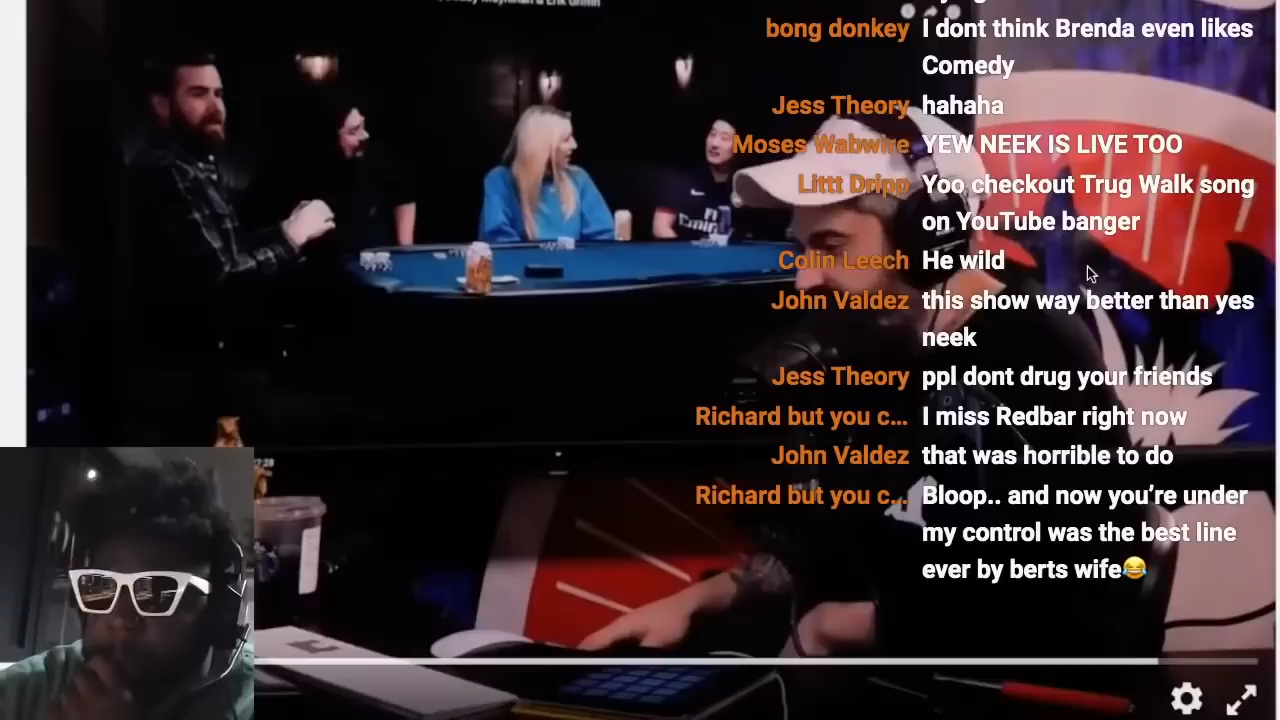 bong donkey I dont think Brenda even likes
Comedy
Jess Theory hahaha
Moses Wabwire YEW NEEK IS LIVE TOO
Littt Dripp Yoo checkout Trug Walk song
on YouTube banger
Colin Leech He wild
John Valdez this show way better than yes
neek
Jess Theory ppl dont drug your friends
Richard but you c... I miss Redbar right now
John Valdez that was horrible to do
Richard but you c... Bloop.. and now you’re under
my control was the best line
ever by berts wife😂